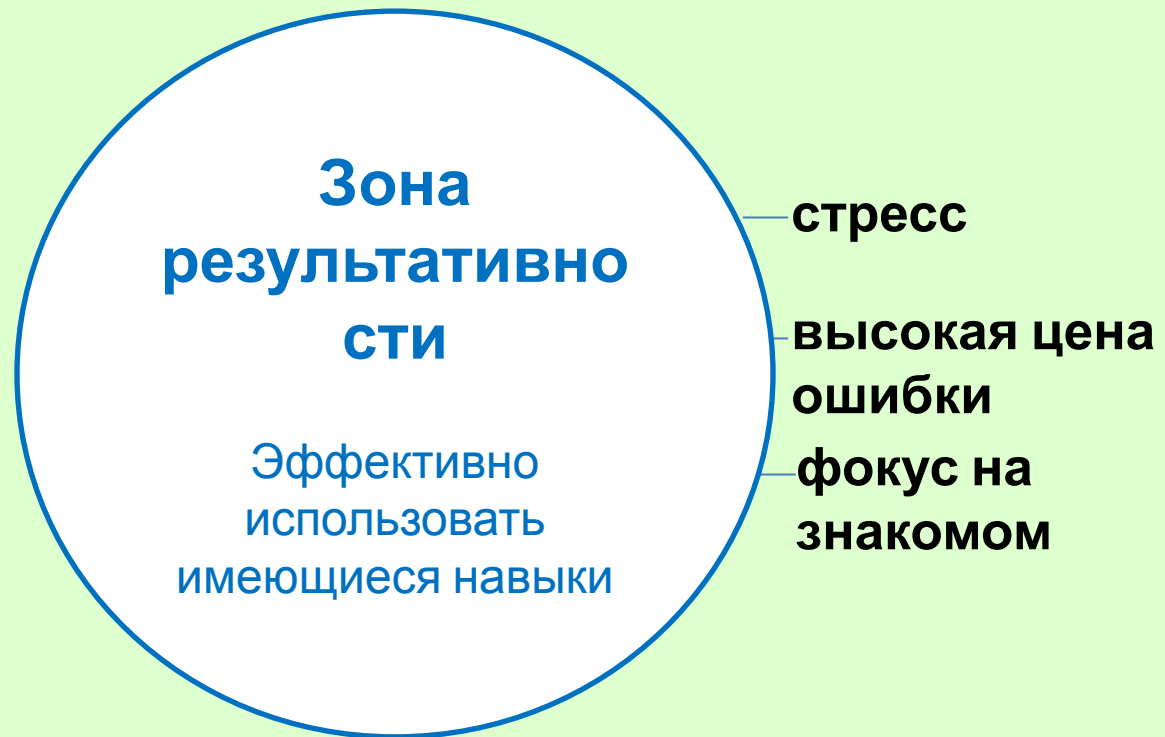 Зона
результативно
сти
Эффективно
использовать
имеющиеся навыки
стресс
высокая цена
ошибки
фокус на
знакомом